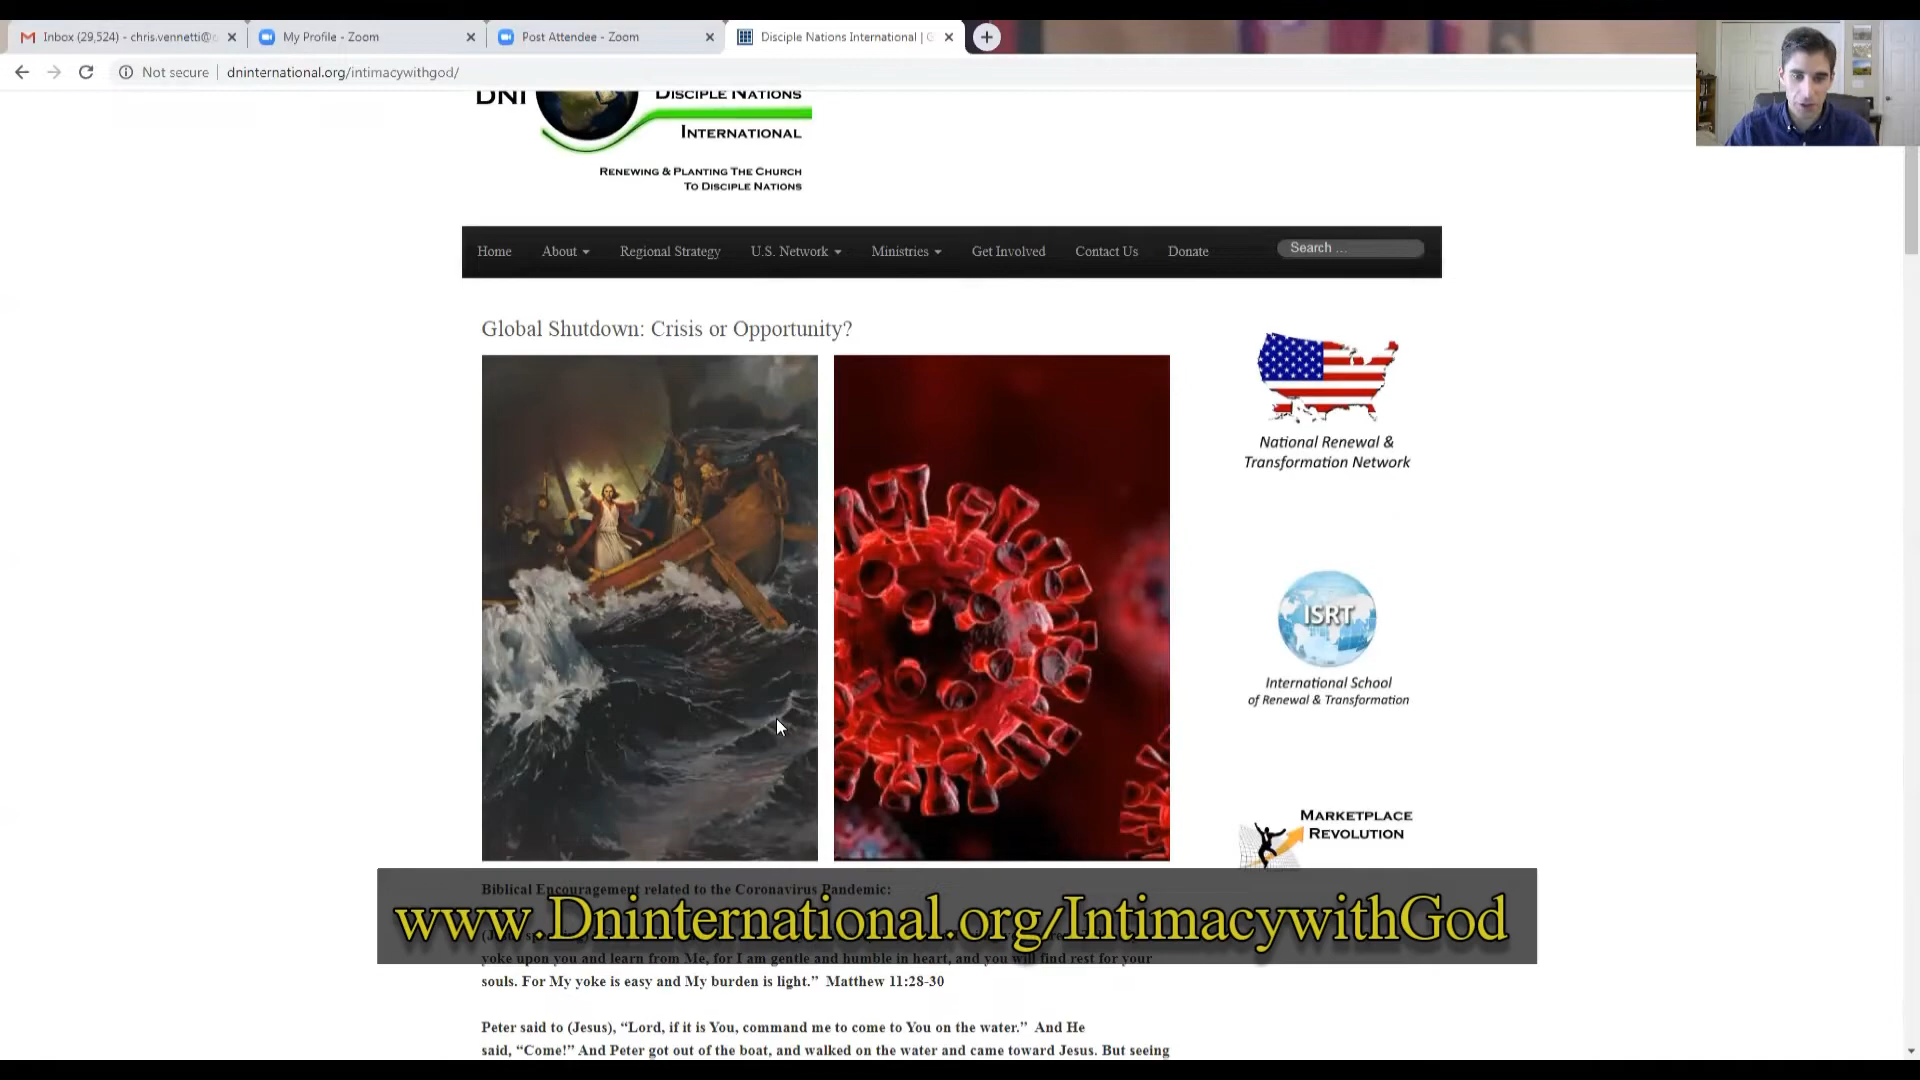 Inbox (29,524) - chris.vennetti@
My Profile - Zoom
Post Attendee - Zoom
Disciple Nations International |
Not secure
dninternational.org/intimacywithgod/
DNI
DISCIPLE NATIONS
INTERNATIONAL
RENEWING & PLANTING THE CHURCH
TO DISCIPLE NATIONS
Home About Regional Strategy U.S. Network Ministries Get Involved Contact Us Donate Search ...
Global Shutdown: Crisis or Opportunity?
National Renewal &
Transformation Network
ISRT
International School
of Renewal & Transformation
MARKETPLACE
REVOLUTION
Biblical Encouragement related to the Coronavirus Pandemic:
www.Dninternational.org/IntimacywithGod
yoke upon you and learn from Me, for I am gentle and humble in heart, and you will find rest for your
souls. For My yoke is easy and My burden is light.” Matthew 11:28-30
Peter said to (Jesus), “Lord, if it is You, command me to come to You on the water.” And He
said, “Come!” And Peter got out of the boat, and walked on the water and came toward Jesus. But seeing